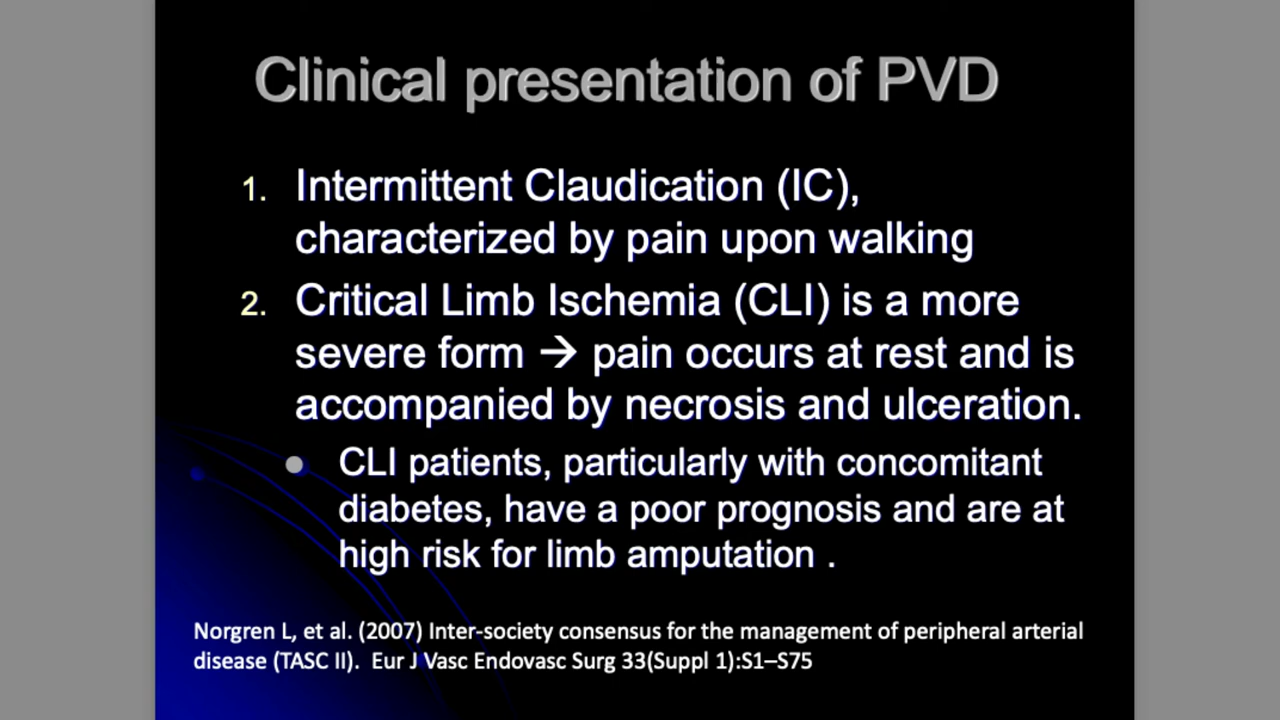 Clinical presentation of PVD
1. Intermittent Claudication (IC),
characterized by pain upon walking
2. Critical Limb Ischemia (CLI) is a more
severe form → pain occurs at rest and is
accompanied by necrosis and ulceration.
● CLI patients, particularly with concomitant
diabetes, have a poor prognosis and are at
high risk for limb amputation .
Norgren L, et al. (2007) Inter-society consensus for the management of peripheral arterial
disease (TASC II). Eur J Vasc Endovasc Surg 33(Suppl 1):S1–S75